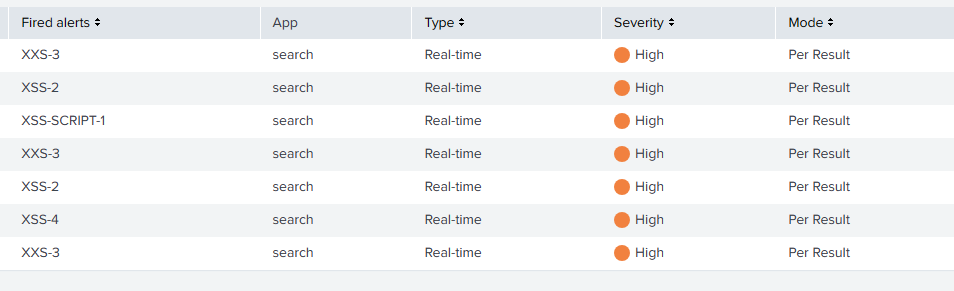 Fired alerts App Type Severity Mode
XXS-3 search Real-time High Per Result
XSS-2 search Real-time High Per Result
XSS-SCRIPT-1 search Real-time High Per Result
XXS-3 search Real-time High Per Result
XSS-2 search Real-time High Per Result
XSS-4 search Real-time High Per Result
XXS-3 search Real-time High Per Result